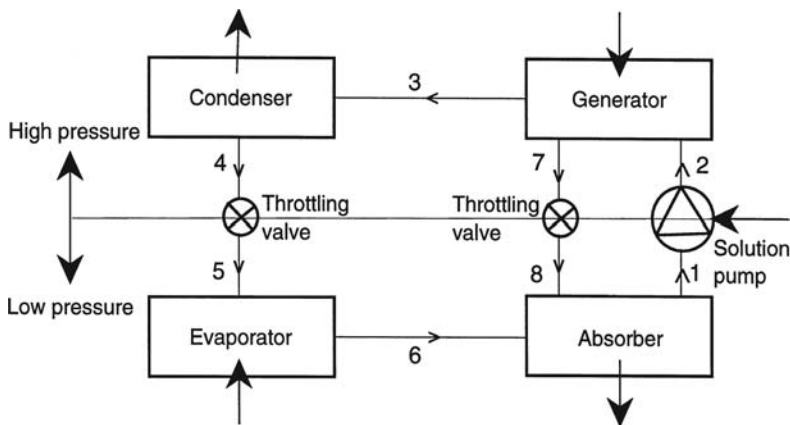 3
Condenser
Generator
High pressure
4
7
2
Throttling
valve
Throttling
valve
5
8
1
Solution
pump
Low pressure
Evaporator
Absorber
6